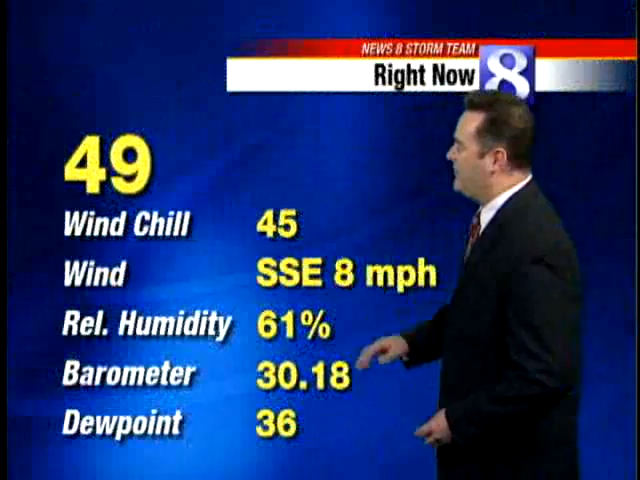 NEWS 8 STORM TEAM
Right Now 8
49
Wind Chill 45
Wind SSE 8 mph
Rel. Humidity 61%
Barometer 30.18
Dewpoint 36